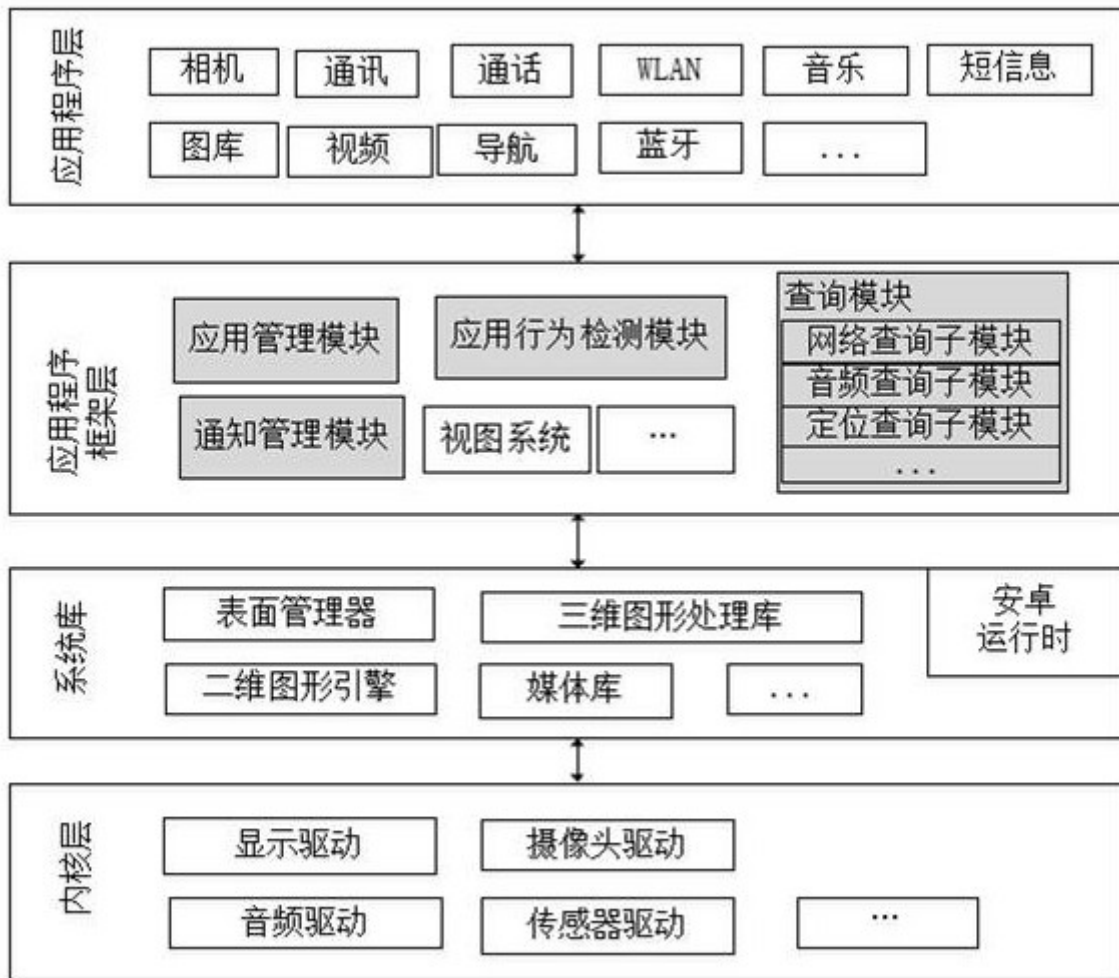 应用程序层
相机
通讯
通话
WLAN
音乐
短信息
图库
视频
导航
蓝牙
...
应用程序
框架层
应用管理模块
应用行为检测模块
查询模块
网络查询子模块
音频查询子模块
定位查询子模块
...
通知管理模块
视图系统
...
系统库
表面管理器
三维图形处理库
安卓
运行时
二维图形引擎
媒体库
...
内核层
显示驱动
摄像头驱动
音频驱动
传感器驱动
...